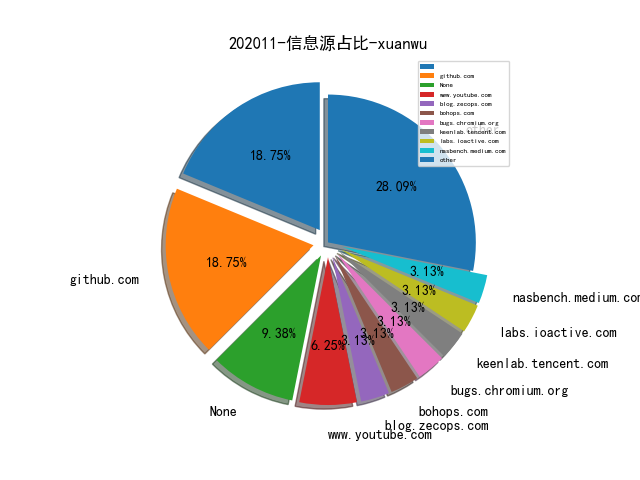 202011-信息源占比-xuanwu
github.com
None
www.youtube.com
blog.zecops.com
bohops.com
bugs.chromium.org
keenlab.tencent.com
labs.ioactive.com
nasbench.medium.com
other
other
18.75%
28.09%
18.75%
github.com
3.13%
3.13%
3.13%
3.13%
3.13%
3.13%
9.38%
6.25%
nasbench.medium.com
labs.ioactive.com
keenlab.tencent.com
bugs.chromium.org
None
bohops.com
blog.zecops.com
www.youtube.com